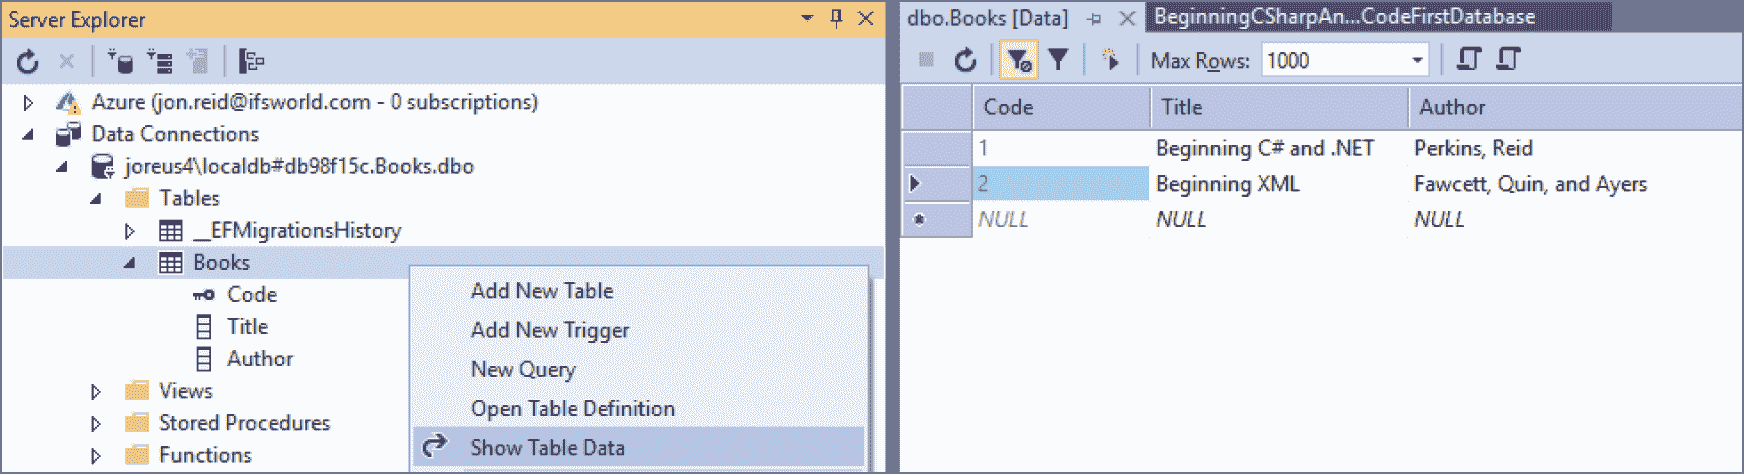 Server Explorer
Azure (jon.reid@ifsworld.com - 0 subscriptions)
Data Connections
joreus4\localdb#db98f15c.Books.dbo
Tables
__EFMigrationsHistory
Books
Code
Title
Author
Views
Stored Procedures
Functions
Add New Table
Add New Trigger
New Query
Open Table Definition
Show Table Data
dbo.Books [Data] BeginningCSharpAn...CodeFirstDatabase
Max Rows: 1000
Code Title Author
1 Beginning C# and .NET Perkins, Reid
2 Beginning XML Fawcett, Quin, and Ayers
NULL NULL NULL